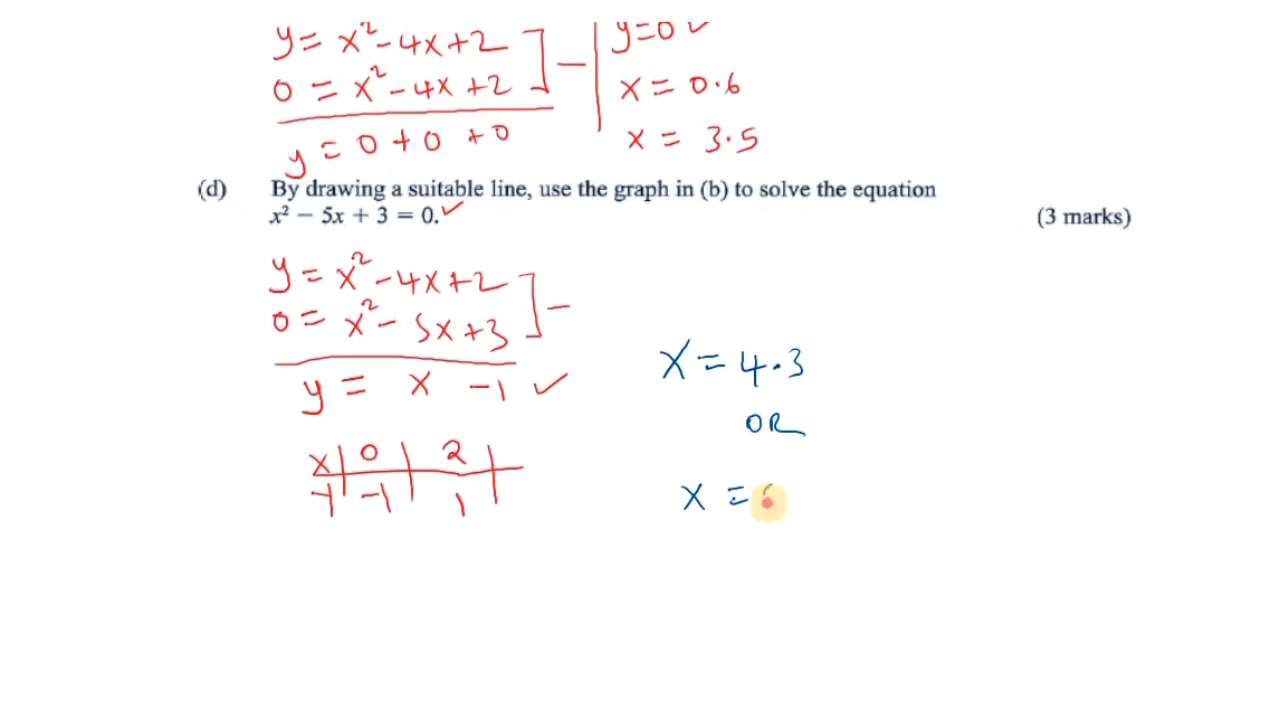 y = x² - 4x + 2
0 = x² - 4x + 2
y = 0 + 0 + 0
y = 0 ✓
x = 0.6
x = 3.5
(d) By drawing a suitable line, use the graph in (b) to solve the equation
x² − 5x + 3 = 0. ✓ (3 marks)
y = x² - 4x + 2
0 = x² - 5x + 3
y = x - 1 ✓
x | 0 | 2 |
y | -1 | 1 |
x = 4.3
OR
x =